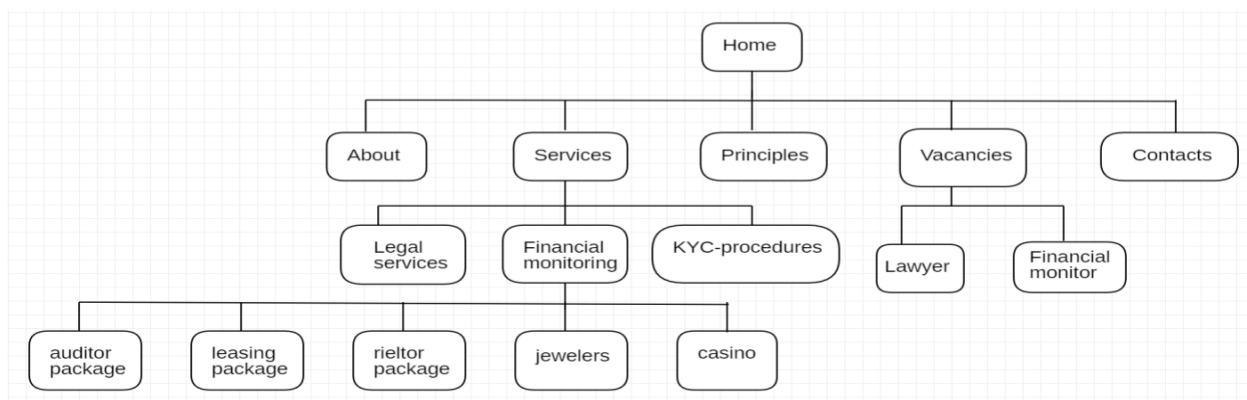 Home
About
Services
Principles
Vacancies
Contacts
Legal
services
Financial
monitoring
KYC-procedures
Lawyer
Financial
monitor
auditor
package
leasing
package
rieltor
package
jewelers
casino